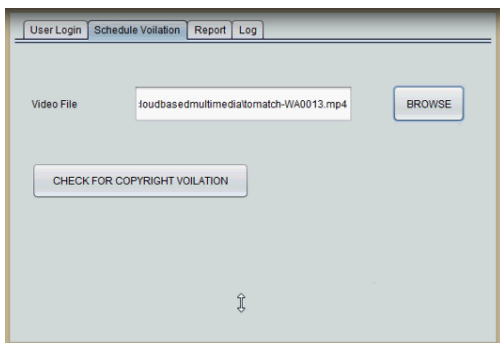 User Login Schedule Voilation Report Log
Video File :loudbasedmultimedia\tomatch-WA0013.mp4 BROWSE
CHECK FOR COPYRIGHT VOILATION